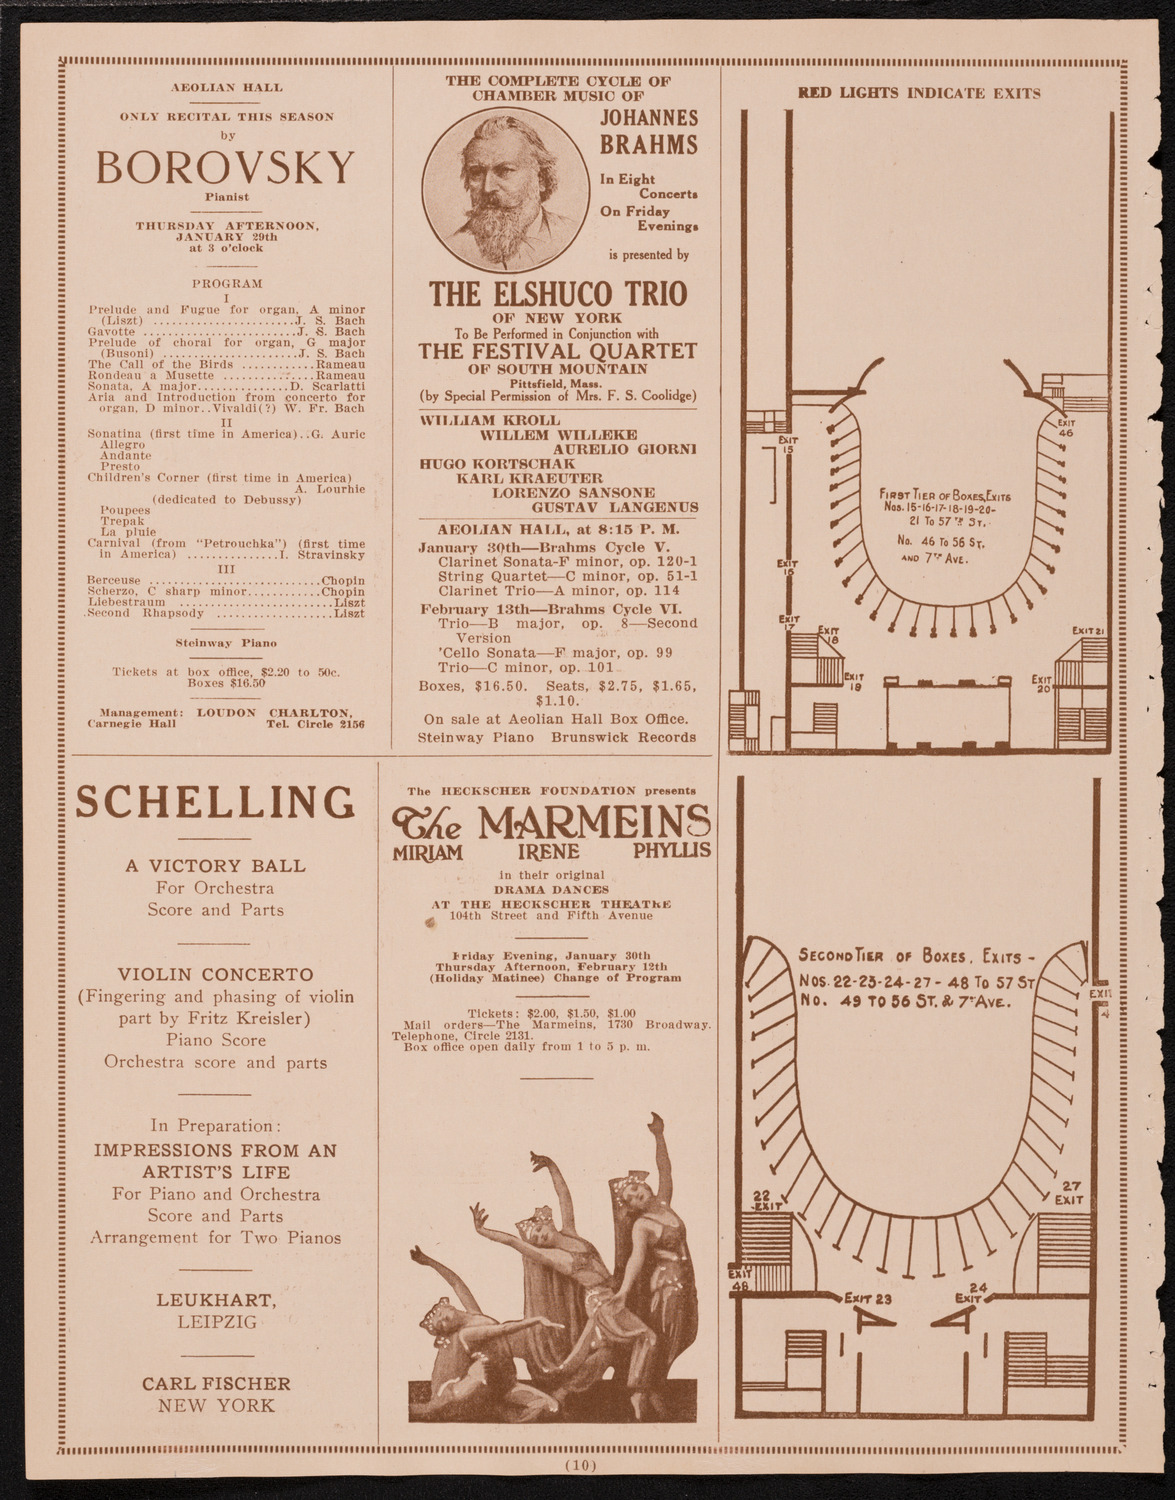 AEOLIAN HALL
ONLY RECITAL THIS SEASON
by
BOROVSKY
Pianist
THURSDAY AFTERNOON,
JANUARY 29th
at 3 o'clock
PROGRAM
I
Prelude and Fugue for organ, A minor
(Liszt) ......................J. S. Bach
Gavotte ........................J. S. Bach
Prelude of choral for organ, G major
(Busoni) .....................J. S. Bach
The Call of the Birds ............Rameau
Rondeau a Musette ..............Rameau
Sonata, A major..............D. Scarlatti
Aria and Introduction from concerto for
organ, D minor..Vivaldi(?) W. Fr. Bach
II
Sonatina (first time in America)..G. Auric
Allegro
Andante
Presto
Children's Corner (first time in America)
A. Lourhie
(dedicated to Debussy)
Poupees
Trepak
La pluie
Carnival (from "Petrouchka") (first time
in America) ..............I. Stravinsky
III
Berceuse ...........................Chopin
Scherzo, C sharp minor...........Chopin
Liebestraum ........................Liszt
Second Rhapsody ..................Liszt
Steinway Piano
Tickets at box office, $2.20 to 50c.
Boxes $16.50
Management: LOUDON CHARLTON,
Carnegie Hall Tel. Circle 2156
THE COMPLETE CYCLE OF
CHAMBER MUSIC OF
JOHANNES
BRAHMS
In Eight
Concerts
On Friday
Evenings
is presented by
THE ELSHUCO TRIO
OF NEW YORK
To Be Performed in Conjunction with
THE FESTIVAL QUARTET
OF SOUTH MOUNTAIN
Pittsfield, Mass.
(by Special Permission of Mrs. F. S. Coolidge)
WILLIAM KROLL
WILLEM WILLEKE
AURELIO GIORNI
HUGO KORTSCHAK
KARL KRAEUTER
LORENZO SANSONE
GUSTAV LANGENUS
AEOLIAN HALL, at 8:15 P. M.
January 30th—Brahms Cycle V.
Clarinet Sonata-F minor, op. 120-1
String Quartet—C minor, op. 51-1
Clarinet Trio—A minor, op. 114
February 13th—Brahms Cycle VI.
Trio—B major, op. 8—Second
Version
'Cello Sonata—F major, op. 99
Trio—C minor, op. 101
Boxes, $16.50. Seats, $2.75, $1.65,
$1.10.
On sale at Aeolian Hall Box Office.
Steinway Piano Brunswick Records
RED LIGHTS INDICATE EXITS
EXIT
15
EXIT
46
FIRST TIER OF BOXES, EXITS
Nos. 15-16-17-18-19-20-
21 To 57TH ST.
No. 46 To 56 ST.
AND 7TH AVE.
EXIT
16
EXIT
17
EXIT
18
EXIT 21
EXIT
19
EXIT
20
SCHELLING
A VICTORY BALL
For Orchestra
Score and Parts
VIOLIN CONCERTO
(Fingering and phasing of violin
part by Fritz Kreisler)
Piano Score
Orchestra score and parts
In Preparation:
IMPRESSIONS FROM AN
ARTIST'S LIFE
For Piano and Orchestra
Score and Parts
Arrangement for Two Pianos
LEUKHART,
LEIPZIG
CARL FISCHER
NEW YORK
The HECKSCHER FOUNDATION presents
The MARMEINS
MIRIAM IRENE PHYLLIS
in their original
DRAMA DANCES
AT THE HECKSCHER THEATRE
104th Street and Fifth Avenue
Friday Evening, January 30th
Thursday Afternoon, February 12th
(Holiday Matinee) Change of Program
Tickets: $2.00, $1.50, $1.00
Mail orders—The Marmeins, 1730 Broadway.
Telephone, Circle 2131.
Box office open daily from 1 to 5 p. m.
SECOND TIER OF BOXES. EXITS -
NOS. 22-23-24-27- 48 To 57 ST
No. 49 TO 56 ST. & 7TH AVE.
EXIT
4
22
EXIT
27
EXIT
EXIT
48
EXIT 23
24
EXIT
(10)